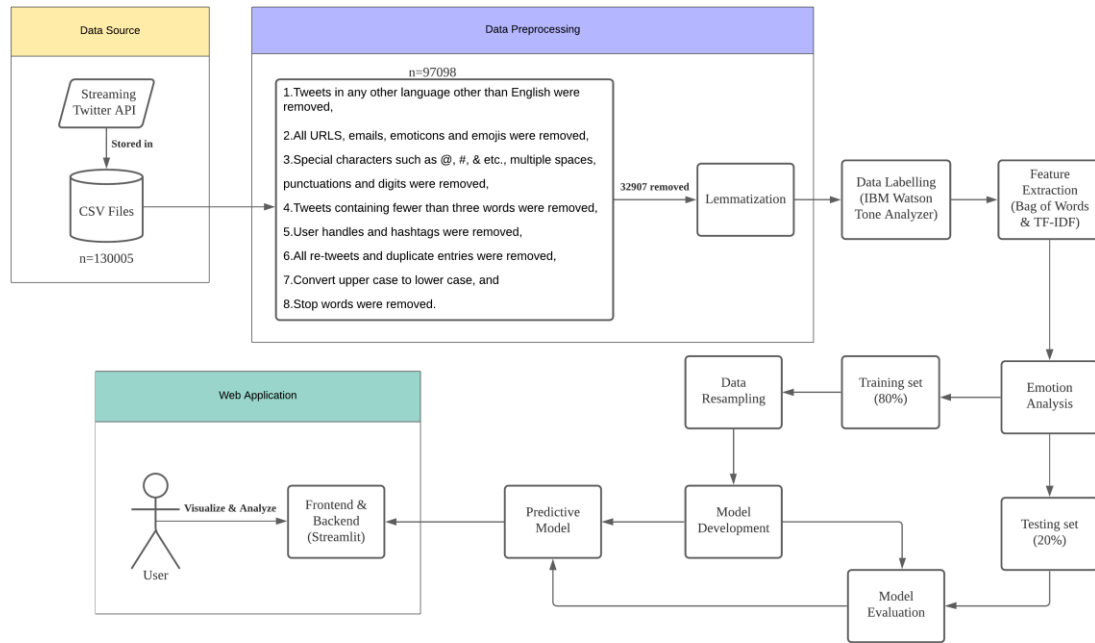 Data Source
Streaming
Twitter API
Stored in
CSV Files
n=130005
Data Preprocessing
n=97098
1.Tweets in any other language other than English were
removed,
2.All URLS, emails, emoticons and emojis were removed,
3.Special characters such as @, #, & etc., multiple spaces,
punctuations and digits were removed,
4.Tweets containing fewer than three words were removed,
5.User handles and hashtags were removed,
6.All re-tweets and duplicate entries were removed,
7.Convert upper case to lower case, and
8.Stop words were removed.
32907 removed
Lemmatization
Data Labelling
(IBM Watson
Tone Analyzer)
Feature
Extraction
(Bag of Words
& TF-IDF)
Emotion
Analysis
Training set
(80%)
Data
Resampling
Testing set
(20%)
Model
Development
Model
Evaluation
Predictive
Model
Web Application
Frontend &
Backend
(Streamlit)
Visualize & Analyze
User